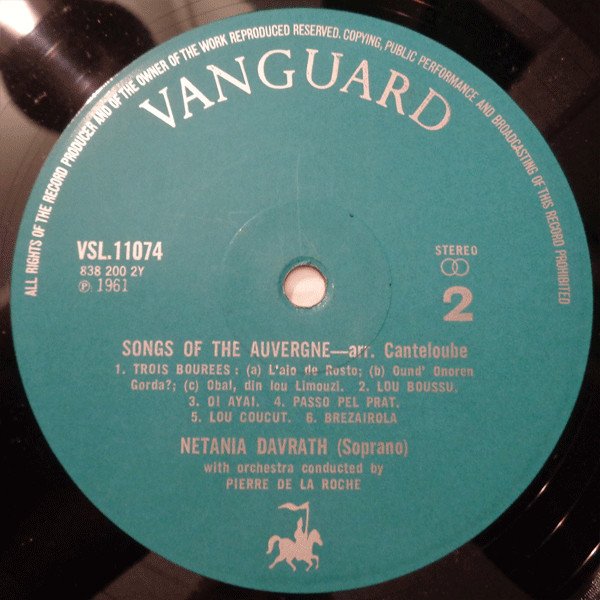 ALL RIGHTS OF THE RECORD PRODUCER AND OF THE OWNER OF THE WORK REPRODUCED RESERVED. COPYING, PUBLIC PERFORMANCE AND BROADCASTING OF THIS RECORD PROHIBITED
VANGUARD
VSL.11074
838 200 2Y
Ⓟ 1961
STEREO
2
SONGS OF THE AUVERGNE—arr. Canteloube
1. TROIS BOUREES: (a) L'aio de Rosto; (b) Ound' Onoren
Gorda?; (c) Obal, din lou Limouzi. 2. LOU BOUSSU.
3. OI AYAI. 4. PASSO PEL PRAT.
5. LOU COUCUT. 6. BREZAIROLA
NETANIA DAVRATH (Soprano)
with orchestra conducted by
PIERRE DE LA ROCHE